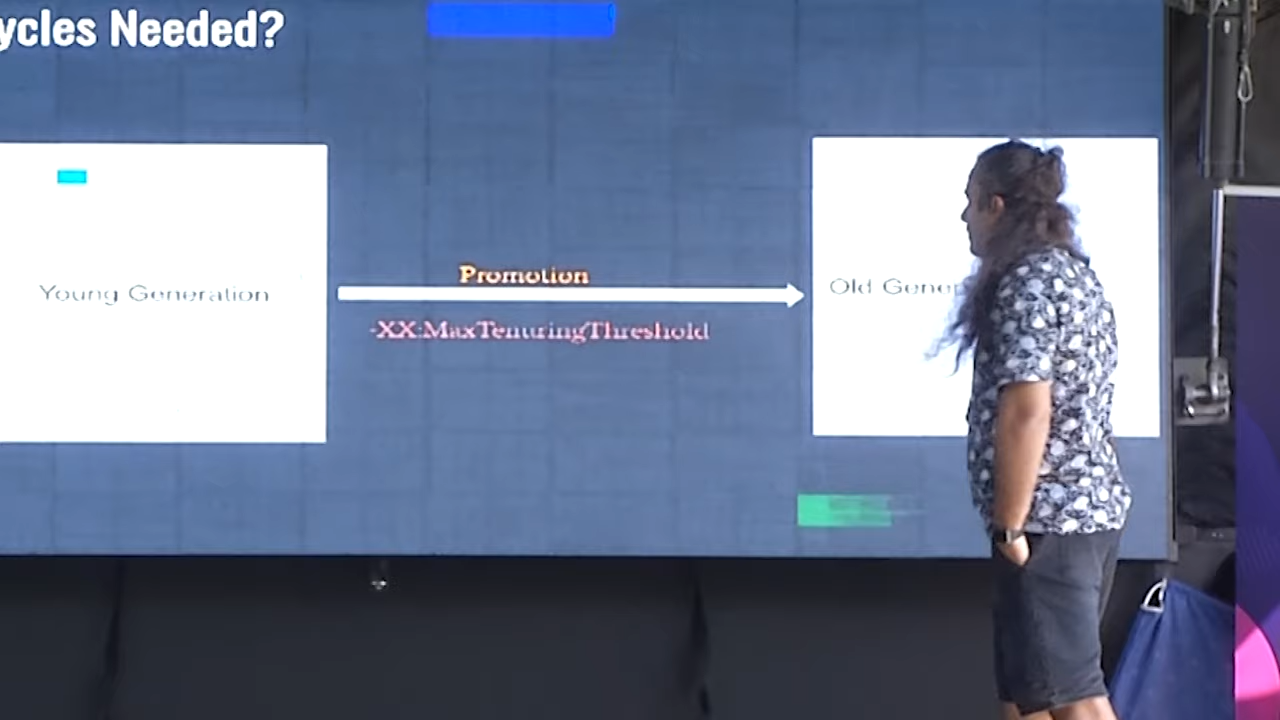 ycles Needed?
Promotion
Young Generation
Old Gener
-XX:MaxTenuringThreshold